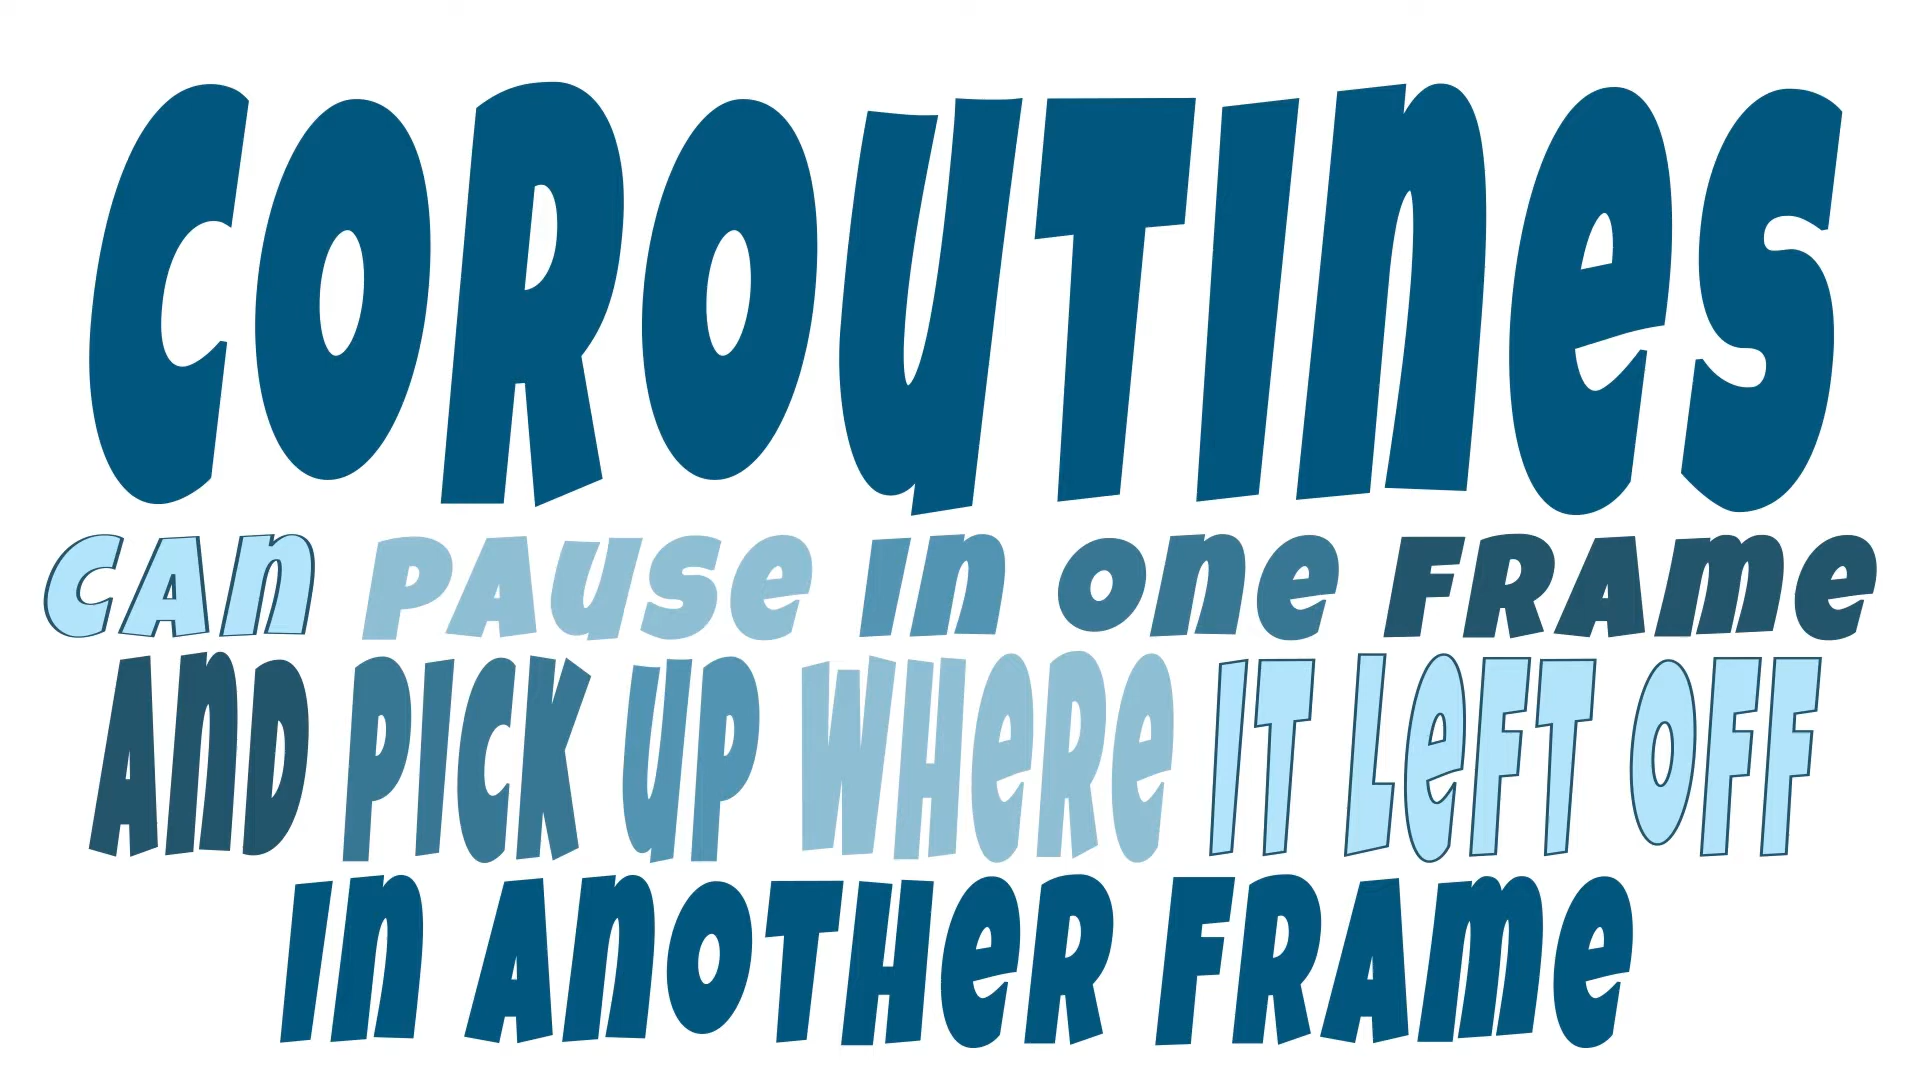 COROUTINES
CAN PAUSE IN ONE FRAME
AND PICK UP WHERE IT LEFT OFF
IN ANOTHER FRAME